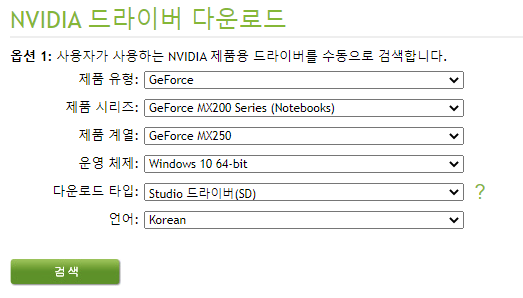 NVIDIA 드라이버 다운로드
옵션 1: 사용자가 사용하는 NVIDIA 제품용 드라이버를 수동으로 검색합니다.
제품 유형: GeForce
제품 시리즈: GeForce MX200 Series (Notebooks)
제품 계열: GeForce MX250
운영 체제: Windows 10 64-bit
다운로드 타입: Studio 드라이버(SD) ?
언어: Korean
검색